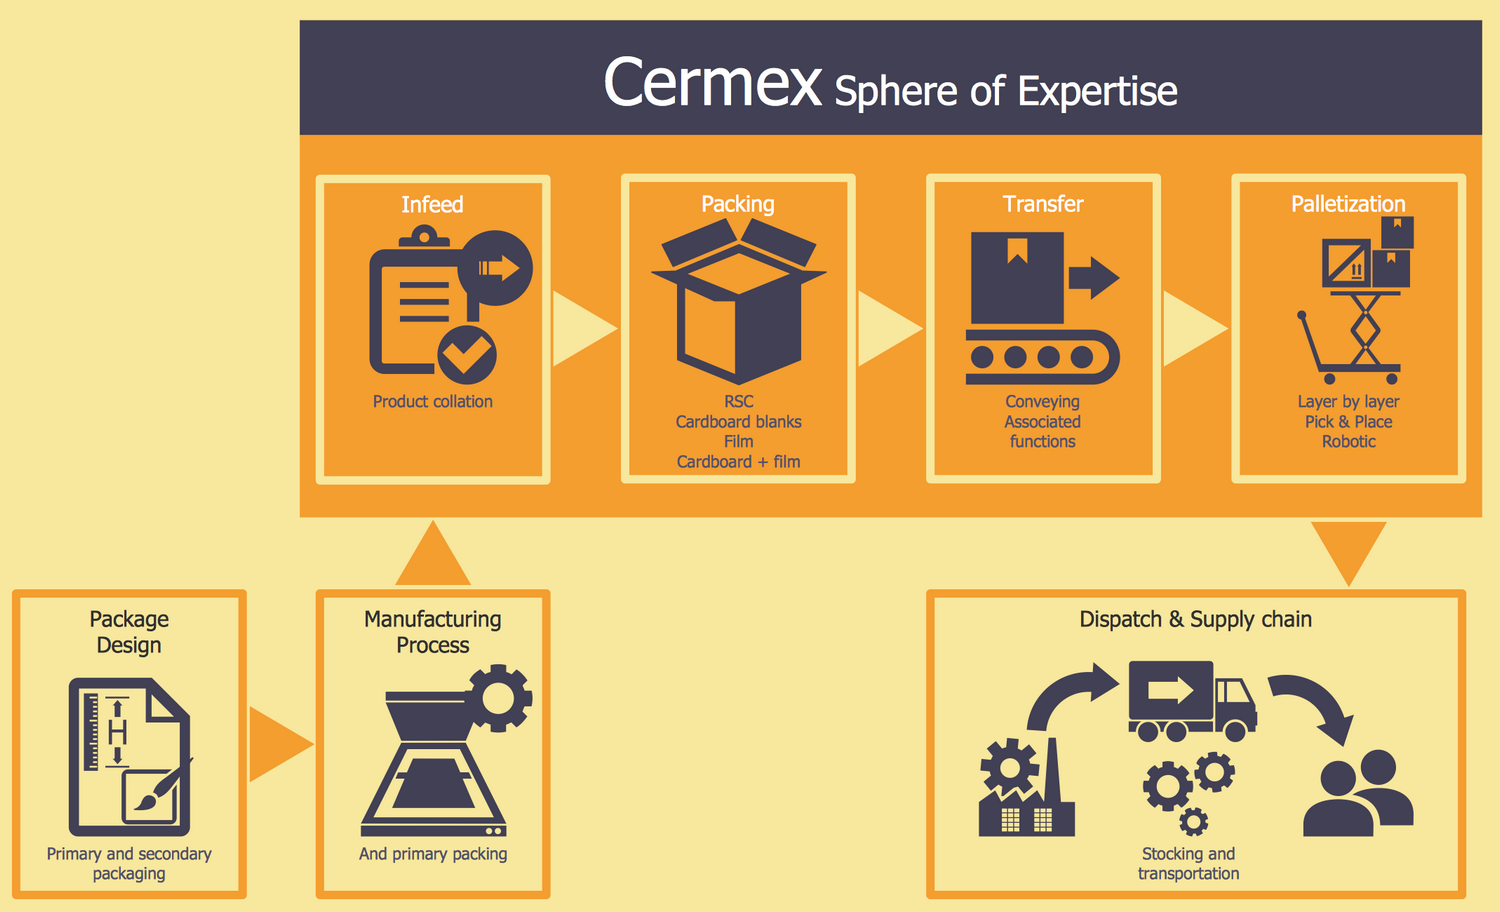 Cermex Sphere of Expertise
Infeed
Product collation
Packing
RSC
Cardboard blanks
Film
Cardboard + film
Transfer
Conveying
Associated
functions
Palletization
Layer by layer
Pick & Place
Robotic
Package
Design
H
Primary and secondary
packaging
Manufacturing
Process
And primary packing
Dispatch & Supply chain
Stocking and
transportation